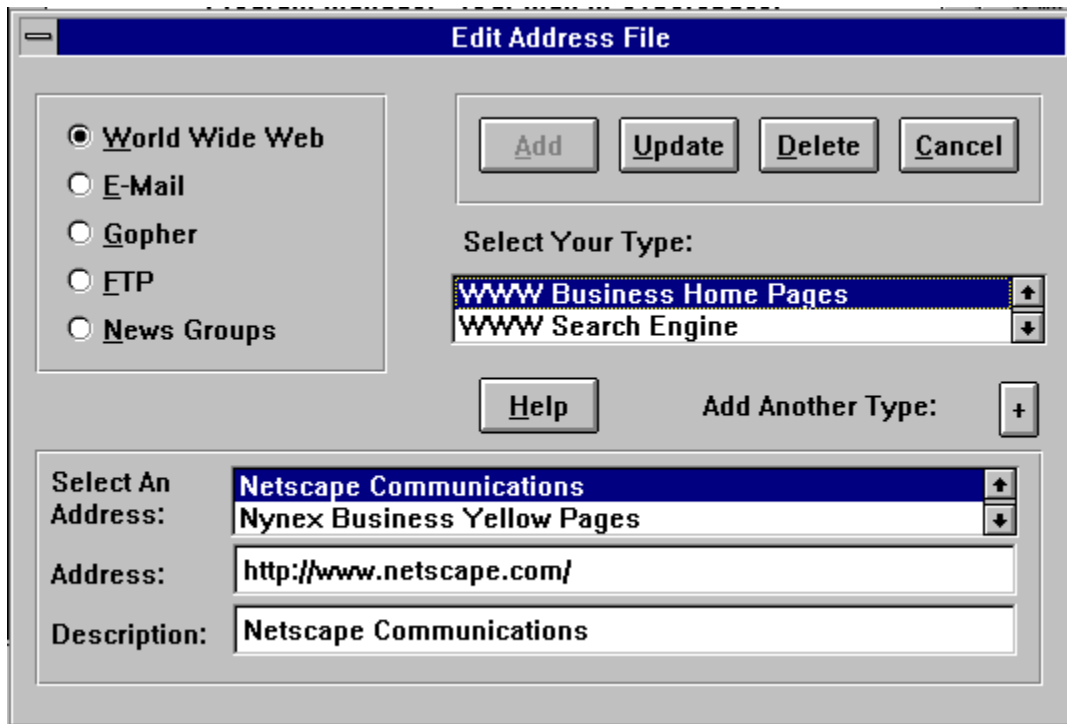 Edit Address File
World Wide Web
E-Mail
Gopher
FTP
News Groups
Add
Update
Delete
Cancel
Select Your Type:
WWW Business Home Pages
WWW Search Engine
Help
Add Another Type:
+
Select An
Address:
Netscape Communications
Nynex Business Yellow Pages
Address:
http://www.netscape.com/
Description:
Netscape Communications